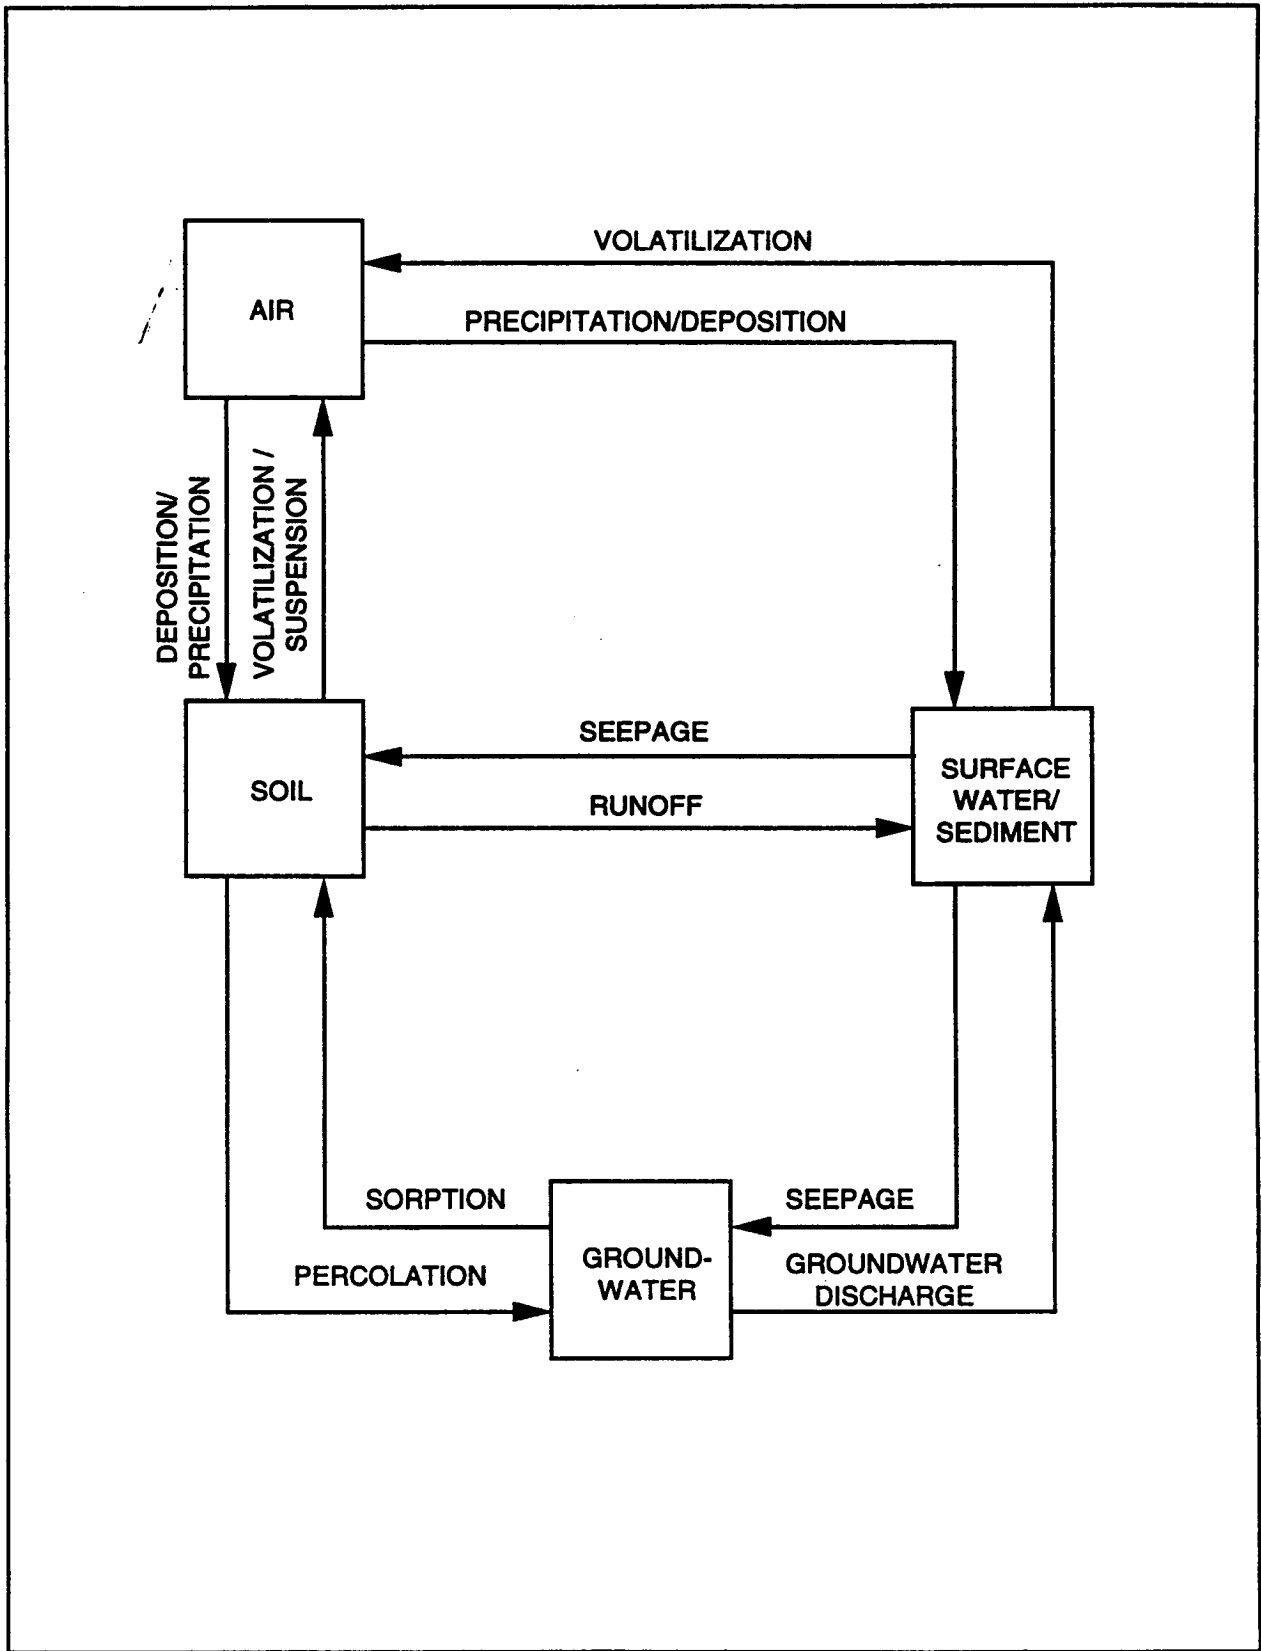 VOLATILIZATION
AIR
PRECIPITATION/DEPOSITION
DEPOSITION/
PRECIPITATION
VOLATILIZATION /
SUSPENSION
SEEPAGE
SOIL
RUNOFF
SURFACE
WATER/
SEDIMENT
SORPTION
SEEPAGE
PERCOLATION
GROUND-
WATER
GROUNDWATER
DISCHARGE